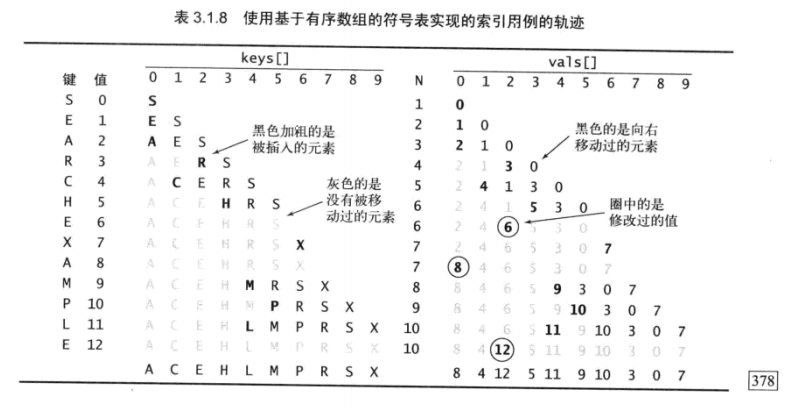 表 3.1.8 使用基于有序数组的符号表实现的索引用例的轨迹
keys[] vals[]
键 值 0 1 2 3 4 5 6 7 8 9 N 0 1 2 3 4 5 6 7 8 9
S 0 S 1 0
E 1 E S 2 1 0
A 2 A E S 3 2 1 0
R 3 A E R S 4 2 1 3 0
C 4 A C E R S 5 2 4 1 3 0
H 5 A C E H R S 6 2 4 1 5 3 0
E 6 A C E H R S 6 2 4 6 5 3 0
X 7 A C E H R S X 7 2 4 6 5 3 0 7
A 8 A C E H R S X 7 8 4 6 5 3 0 7
M 9 A C E H M R S X 8 8 4 6 5 9 3 0 7
P 10 A C E H M P R S X 9 8 4 6 5 9 10 3 0 7
L 11 A C E H L M P R S X 10 8 4 6 5 11 9 10 3 0 7
E 12 A C E H L M P R S X 10 8 4 12 5 11 9 10 3 0 7
A C E H L M P R S X 8 4 12 5 11 9 10 3 0 7
黑色加粗的是
被插入的元素
灰色的是
没有被移
动过的元素
黑色的是向右
移动过的元素
圈中的是
修改过的值
378